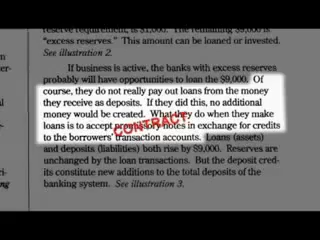 reserve requirement, is $1,000. The remaining $9,000 is
"excess reserves." This amount can be loaned or invested.
See illustration 2.
If business is active, the banks with excess reserves
probably will have opportunities to loan the $9,000. Of
course, they do not really pay out loans from the money
they receive as deposits. If they did this, no additional
money would be created. What they do when they make
loans is to accept promissory notes in exchange for credits
CONTRACT
to the borrowers' transaction accounts. Loans (assets)
and deposits (liabilities) both rise by $9,000. Reserves are
unchanged by the loan transactions. But the deposit cred-
its constitute new additions to the total deposits of the
banking system. See illustration 3.